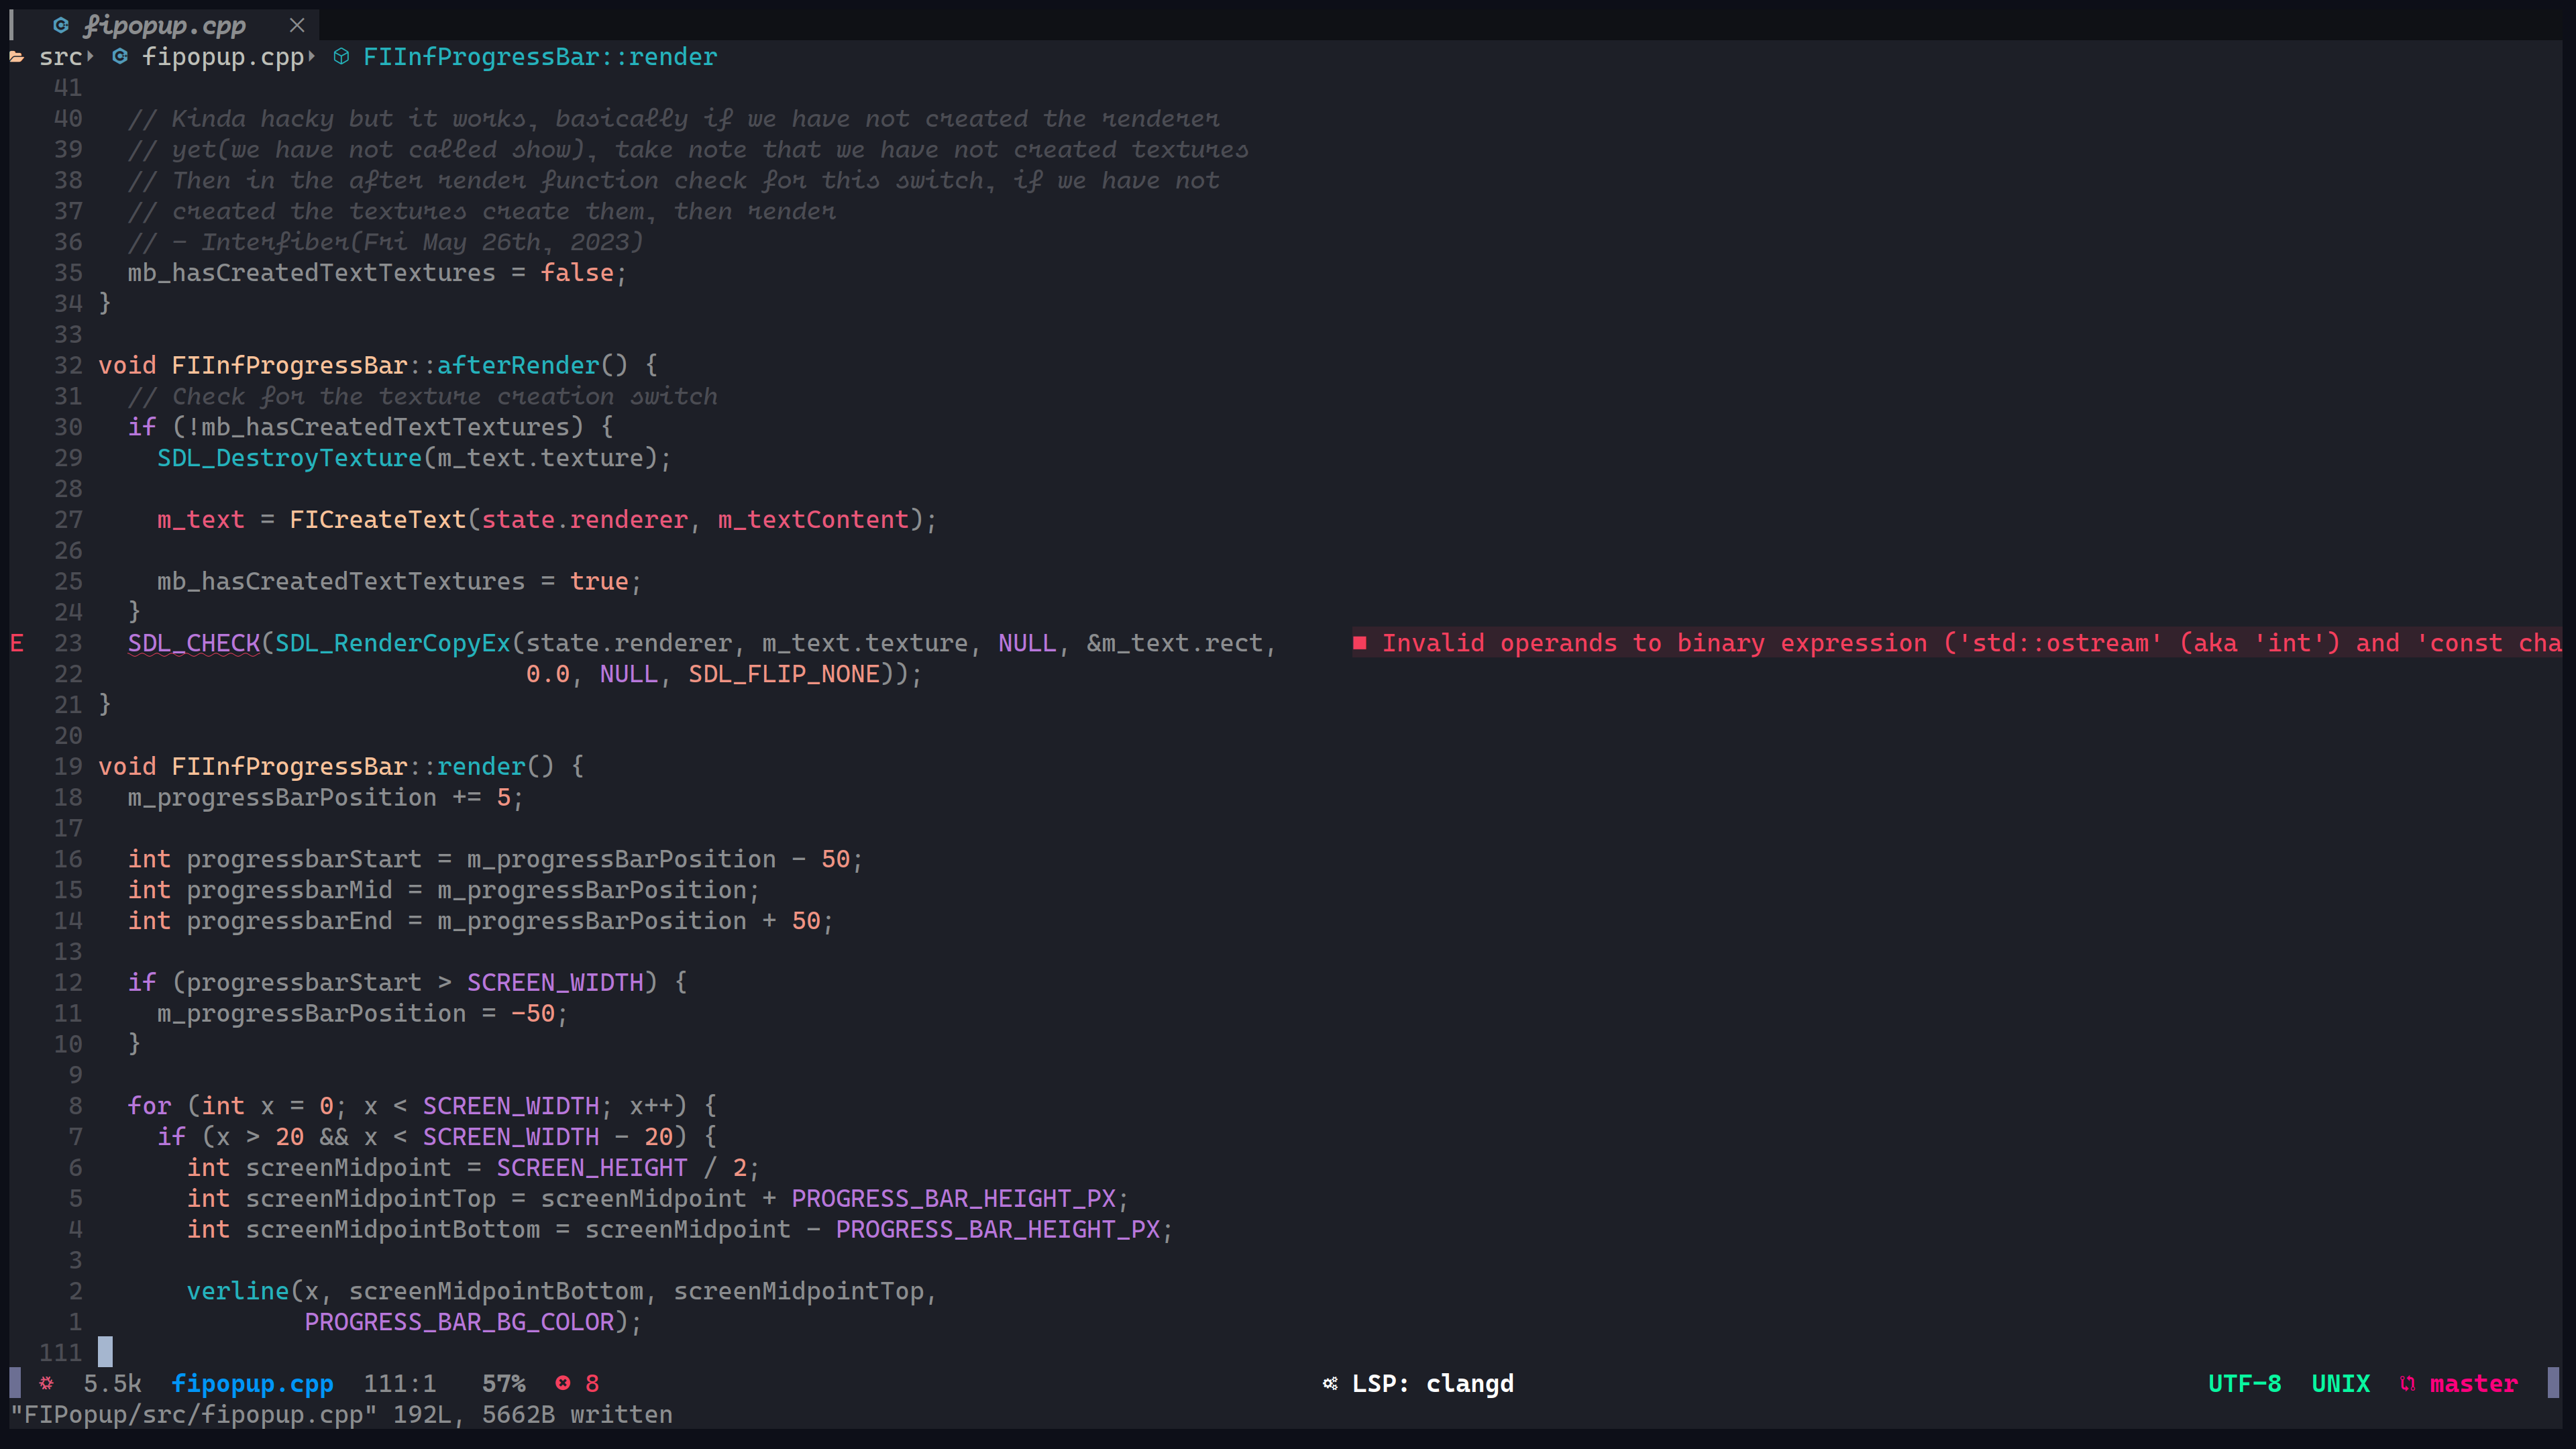 fipopup.cpp
src fipopup.cpp FIInfProgressBar::render
41
40 // Kinda hacky but it works, basically if we have not created the renderer
39 // yet(we have not called show), take note that we have not created textures
38 // Then in the after render function check for this switch, if we have not
37 // created the textures create them, then render
36 // - Interfiber(Fri May 26th, 2023)
35 mb_hasCreatedTextTextures = false;
34 }
33
32 void FIInfProgressBar::afterRender() {
31 // Check for the texture creation switch
30 if (!mb_hasCreatedTextTextures) {
29 SDL_DestroyTexture(m_text.texture);
28
27 m_text = FICreateText(state.renderer, m_textContent);
26
25 mb_hasCreatedTextTextures = true;
24 }
E 23 SDL_CHECK(SDL_RenderCopyEx(state.renderer, m_text.texture, NULL, &m_text.rect, ■ Invalid operands to binary expression ('std::ostream' (aka 'int') and 'const cha
22 0.0, NULL, SDL_FLIP_NONE));
21 }
20
19 void FIInfProgressBar::render() {
18 m_progressBarPosition += 5;
17
16 int progressbarStart = m_progressBarPosition - 50;
15 int progressbarMid = m_progressBarPosition;
14 int progressbarEnd = m_progressBarPosition + 50;
13
12 if (progressbarStart > SCREEN_WIDTH) {
11 m_progressBarPosition = -50;
10 }
9
8 for (int x = 0; x < SCREEN_WIDTH; x++) {
7 if (x > 20 && x < SCREEN_WIDTH - 20) {
6 int screenMidpoint = SCREEN_HEIGHT / 2;
5 int screenMidpointTop = screenMidpoint + PROGRESS_BAR_HEIGHT_PX;
4 int screenMidpointBottom = screenMidpoint - PROGRESS_BAR_HEIGHT_PX;
3
2 verline(x, screenMidpointBottom, screenMidpointTop,
1 PROGRESS_BAR_BG_COLOR);
111
5.5k fipopup.cpp 111:1 57% 8 LSP: clangd UTF-8 UNIX master
"FIPopup/src/fipopup.cpp" 192L, 5662B written